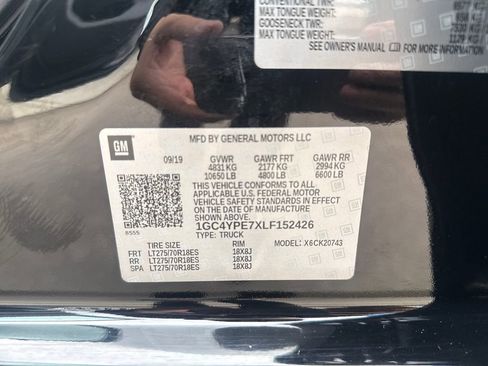 CONVENTIONAL TWR:
MAX TONGUE WEIGHT:
GOOSENECK TWR:
MAX TONGUE WEIGHT:
1129 KG
SEE OWNER'S MANUAL
GM
MFD BY GENERAL MOTORS LLC
09/19 GVWR GAWR FRT GAWR RR
4831 KG 2177 KG 2994 KG
10650 LB 4800 LB 6600 LB
THIS VEHICLE CONFORMS TO ALL
APPLICABLE U.S. FEDERAL MOTOR
VEHICLE SAFETY STANDARDS IN EFFECT
ON THE DATE OF MANUFACTURE
SHOWN ABOVE.
1GC4YPE7XLF152426
TYPE: TRUCK
8555
TIRE SIZE RIM MODEL: X6CK20743
FRT LT275/70R18ES 18X8J
RR LT275/70R18ES 18X8J
SPA LT275/70R18ES 18X8J